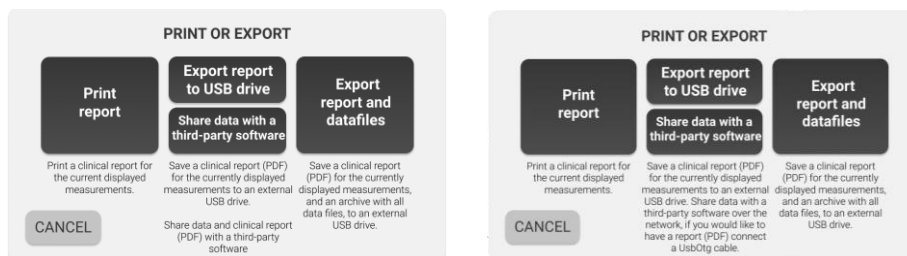 PRINT OR EXPORT
Print
report
Export report
to USB drive
Share data with a
third-party software
Export
report and
datafiles
Print a clinical report for
the current displayed
measurements.
Save a clinical report (PDF)
for the currently displayed
measurements to an external
USB drive.
Share data and clinical report
(PDF) with a third-party
software
Save a clinical report
(PDF) for the currently
displayed measurements,
and an archive with all
data files, to an external
USB drive.
CANCEL
PRINT OR EXPORT
Print
report
Export report
to USB drive
Share data with a
third-party software
Export
report and
datafiles
Print a clinical report for
the current displayed
measurements.
Save a clinical report (PDF)
for the currently displayed
measurements to an external
USB drive. Share data with a
third-party software over the
network, if you would like to
have a report (PDF) connect
a UsbOtg cable.
Save a clinical report
(PDF) for the currently
displayed measurements,
and an archive with all
data files, to an external
USB drive.
CANCEL